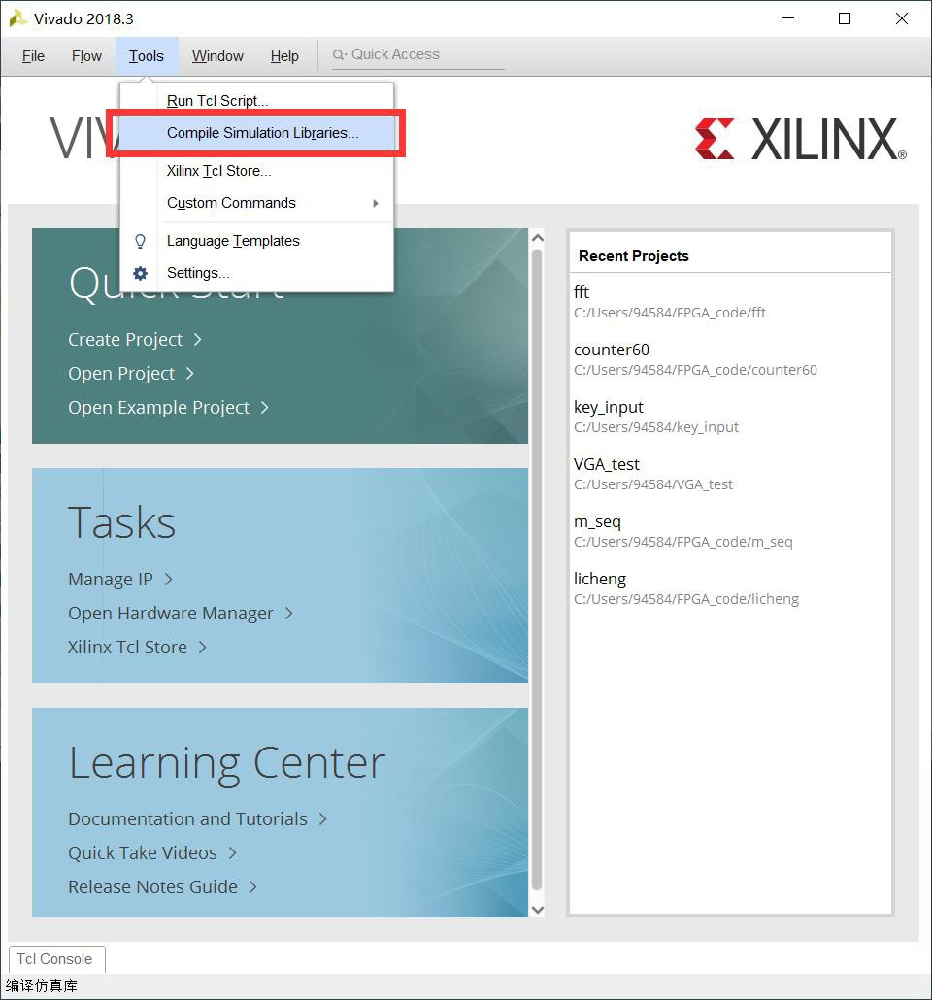 Vivado 2018.3
File Flow Tools Window Help Quick Access
Run Tcl Script...
Compile Simulation Libraries...
Xilinx Tcl Store...
Custom Commands
Language Templates
Settings...
XILINX®
Quick Start
Create Project
Open Project
Open Example Project
Tasks
Manage IP
Open Hardware Manager
Xilinx Tcl Store
Learning Center
Documentation and Tutorials
Quick Take Videos
Release Notes Guide
Recent Projects
fft
C:/Users/94584/FPGA_code/fft
counter60
C:/Users/94584/FPGA_code/counter60
key_input
C:/Users/94584/key_input
VGA_test
C:/Users/94584/VGA_test
m_seq
C:/Users/94584/FPGA_code/m_seq
licheng
C:/Users/94584/FPGA_code/licheng
Tcl Console
编译仿真库